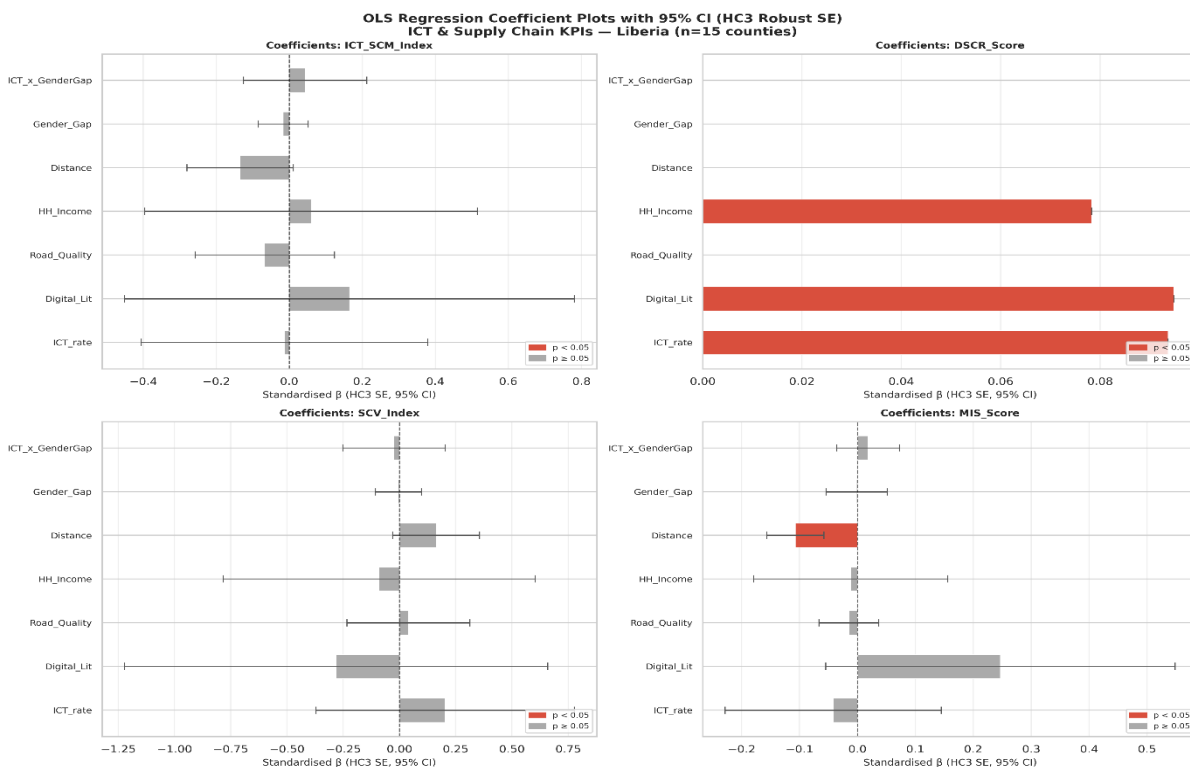 OLS Regression Coefficient Plots with 95% CI (HC3 Robust SE)
ICT & Supply Chain KPIs — Liberia (n=15 counties)
Coefficients: ICT_SCM_Index
ICT_x_GenderGap
Gender_Gap
Distance
HH_Income
Road_Quality
Digital_Lit
ICT_rate
p < 0.05
p ≥ 0.05
−0.4 −0.2 0.0 0.2 0.4 0.6 0.8
Standardised β (HC3 SE, 95% CI)
Coefficients: DSCR_Score
ICT_x_GenderGap
Gender_Gap
Distance
HH_Income
Road_Quality
Digital_Lit
ICT_rate
p < 0.05
p ≥ 0.05
0.00 0.02 0.04 0.06 0.08
Standardised β (HC3 SE, 95% CI)
Coefficients: SCV_Index
ICT_x_GenderGap
Gender_Gap
Distance
HH_Income
Road_Quality
Digital_Lit
ICT_rate
p < 0.05
p ≥ 0.05
−1.25 −1.00 −0.75 −0.50 −0.25 0.00 0.25 0.50 0.75
Standardised β (HC3 SE, 95% CI)
Coefficients: MIS_Score
ICT_x_GenderGap
Gender_Gap
Distance
HH_Income
Road_Quality
Digital_Lit
ICT_rate
p < 0.05
p ≥ 0.05
−0.2 −0.1 0.0 0.1 0.2 0.3 0.4 0.5
Standardised β (HC3 SE, 95% CI)